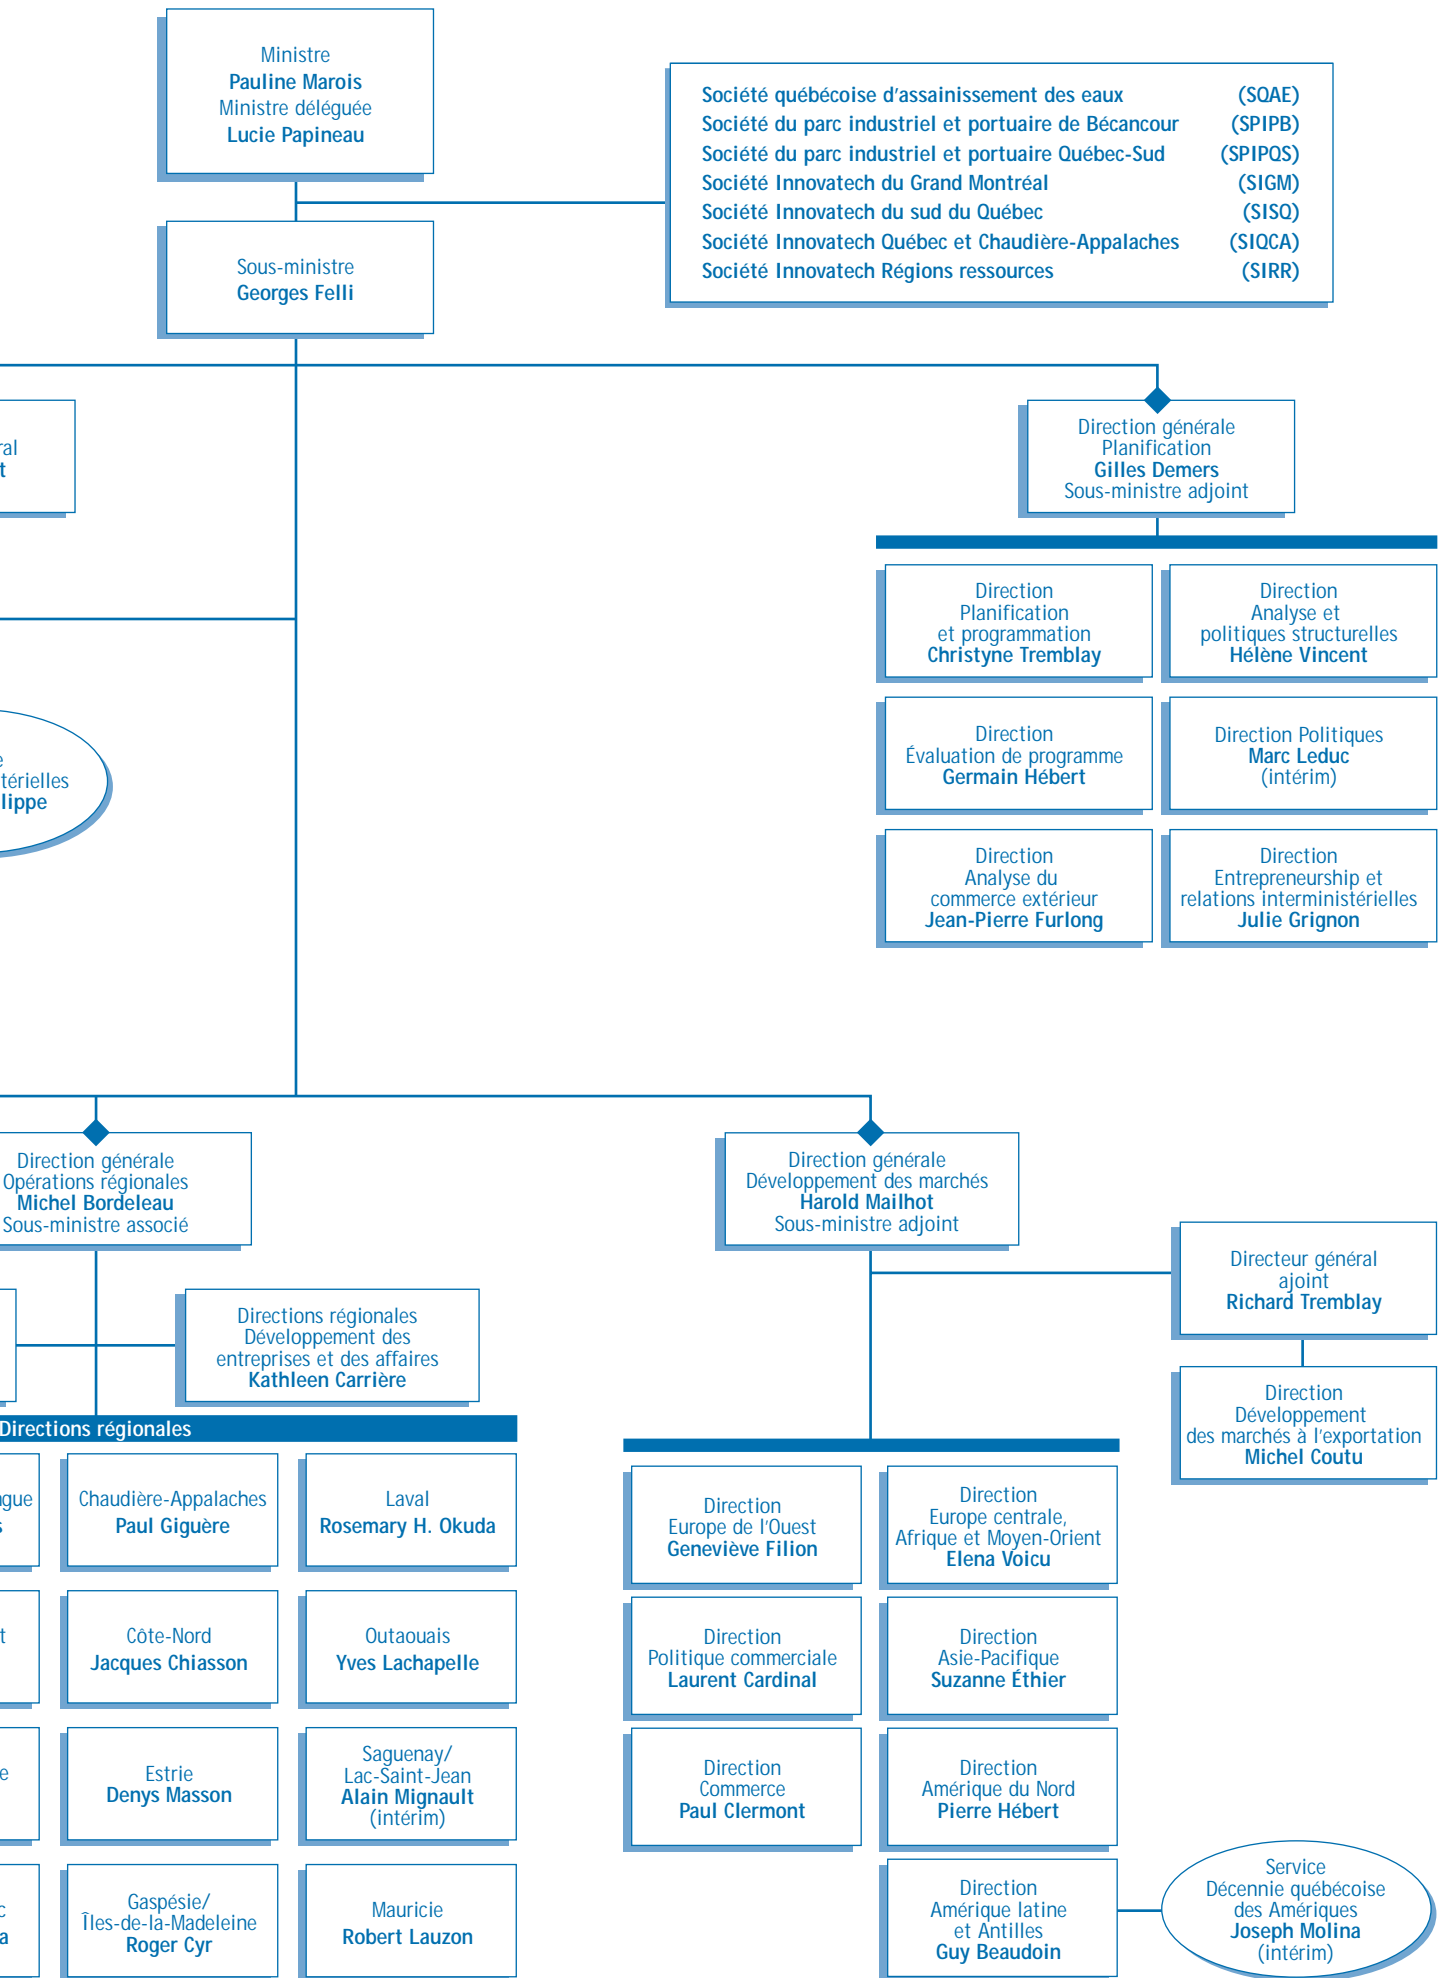 Ministre
Pauline Marois
Ministre déléguée
Lucie Papineau
Société québécoise d'assainissement des eaux (SQAE)
Société du parc industriel et portuaire de Bécancour (SPIPB)
Société du parc industriel et portuaire Québec-Sud (SPIPQS)
Société Innovatech du Grand Montréal (SIGM)
Société Innovatech du sud du Québec (SISQ)
Société Innovatech Québec et Chaudière-Appalaches (SIQCA)
Société Innovatech Régions ressources (SIRR)
Sous-ministre
Georges Felli
Direction générale
Planification
Gilles Demers
Sous-ministre adjoint
Direction
Planification
et programmation
Christyne Tremblay
Direction
Analyse et
politiques structurelles
Hélène Vincent
Direction
Évaluation de programme
Germain Hébert
Direction Politiques
Marc Leduc
(intérim)
Direction
Analyse du
commerce extérieur
Jean-Pierre Furlong
Direction
Entrepreneurship et
relations interministérielles
Julie Grignon
Direction générale
Opérations régionales
Michel Bordeleau
Sous-ministre associé
Directions régionales
Développement des
entreprises et des affaires
Kathleen Carrière
Directions régionales
Chaudière-Appalaches
Paul Giguère
Laval
Rosemary H. Okuda
Côte-Nord
Jacques Chiasson
Outaouais
Yves Lachapelle
Estrie
Denys Masson
Saguenay/
Lac-Saint-Jean
Alain Mignault
(intérim)
Gaspésie/
Îles-de-la-Madeleine
Roger Cyr
Mauricie
Robert Lauzon
Direction générale
Développement des marchés
Harold Mailhot
Sous-ministre adjoint
Directeur général
ajoint
Richard Tremblay
Direction
Développement
des marchés à l'exportation
Michel Coutu
Direction
Europe de l'Ouest
Geneviève Filion
Direction
Europe centrale,
Afrique et Moyen-Orient
Elena Voicu
Direction
Politique commerciale
Laurent Cardinal
Direction
Asie-Pacifique
Suzanne Éthier
Direction
Commerce
Paul Clermont
Direction
Amérique du Nord
Pierre Hébert
Direction
Amérique latine
et Antilles
Guy Beaudoin
Service
Décennie québécoise
des Amériques
Joseph Molina
(intérim)